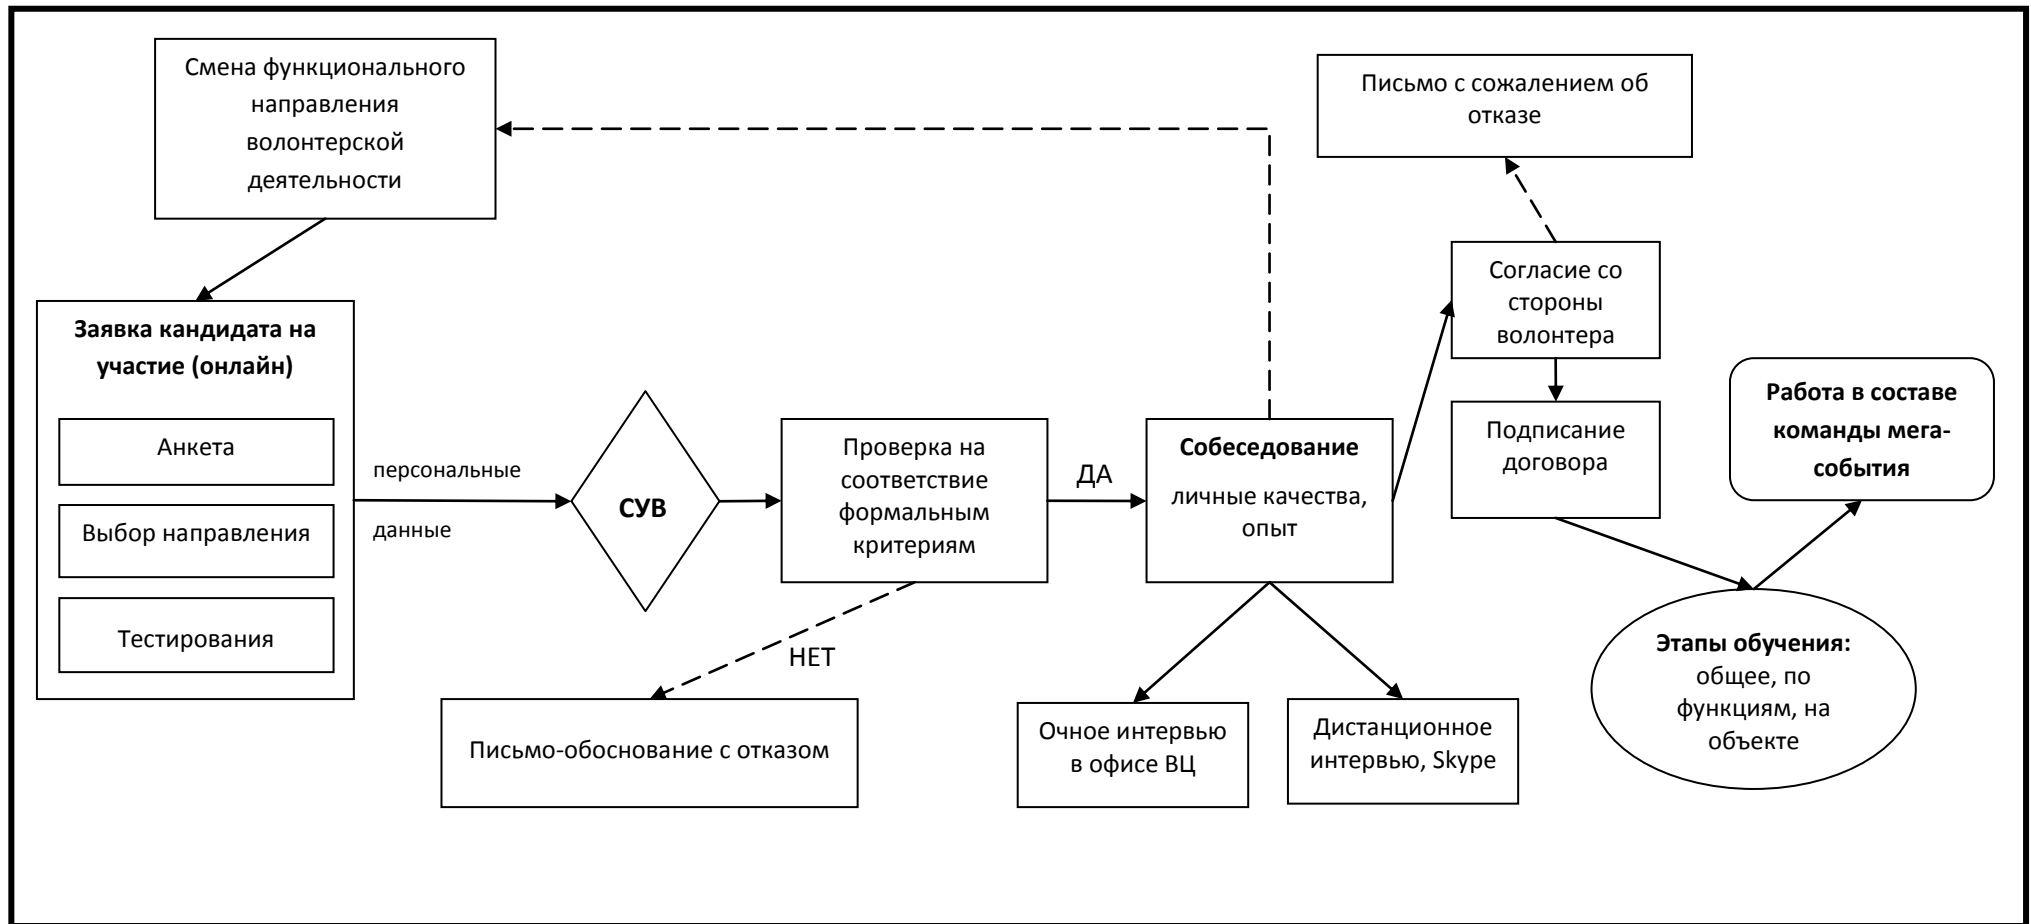 Смена функционального
направления
волонтерской
деятельности
Письмо с сожалением об
отказе
Согласие со
стороны
волонтера
Заявка кандидата на
участие (онлайн)
Анкета
Выбор направления
Тестирования
персональные
данные
СУВ
Проверка на
соответствие
формальным
критериям
ДА
НЕТ
Собеседование
личные качества,
опыт
Подписание
договора
Работа в составе
команды мега-
события
Письмо-обоснование с отказом
Очное интервью
в офисе ВЦ
Дистанционное
интервью, Skype
Этапы обучения:
общее, по
функциям, на
объекте